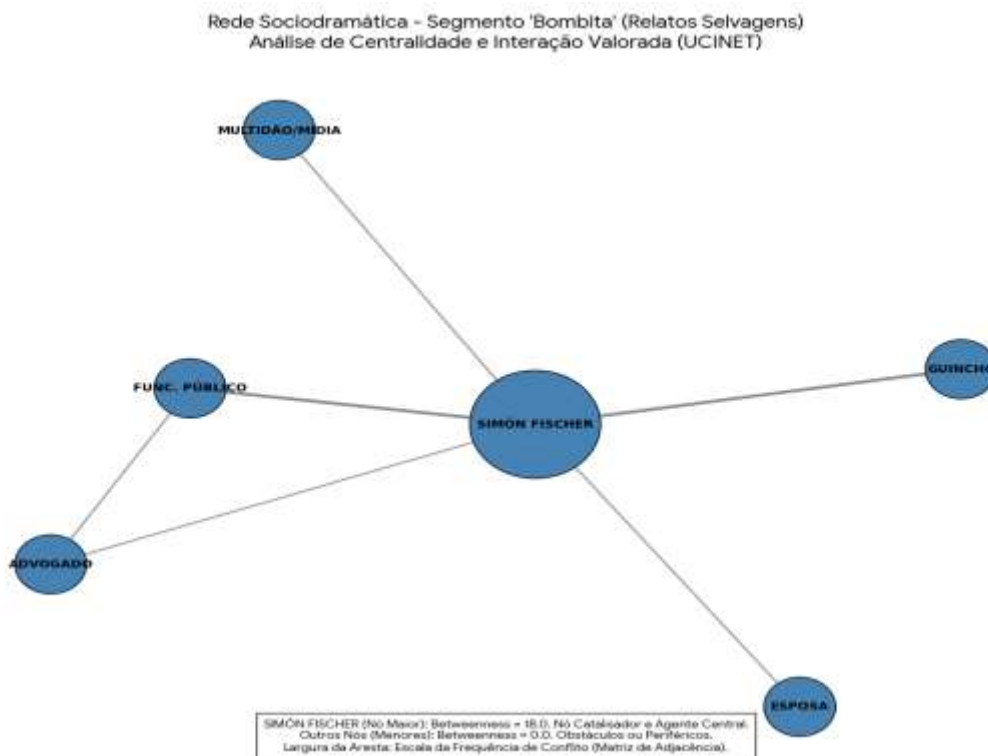 Rede Sociodramática - Segmento 'Bombita' (Relatos Selvagens)
Análise de Centralidade e Interação Valorada (UCINET)
MULTIDÃO/MÍDIA
GUINCHO
FUNC. PÚBLICO
SIMÓN FISCHER
ADVOGADO
ESPOSA
SIMÓN FISCHER (Nó Maior): Betweenness = 18.0. Nó Catalisador e Agente Central.
Outros Nós (Menores): Betweenness = 0.0. Obstáculos ou Periféricos.
Largura da Aresta: Escala da Frequência de Conflito (Matriz de Adjacência).